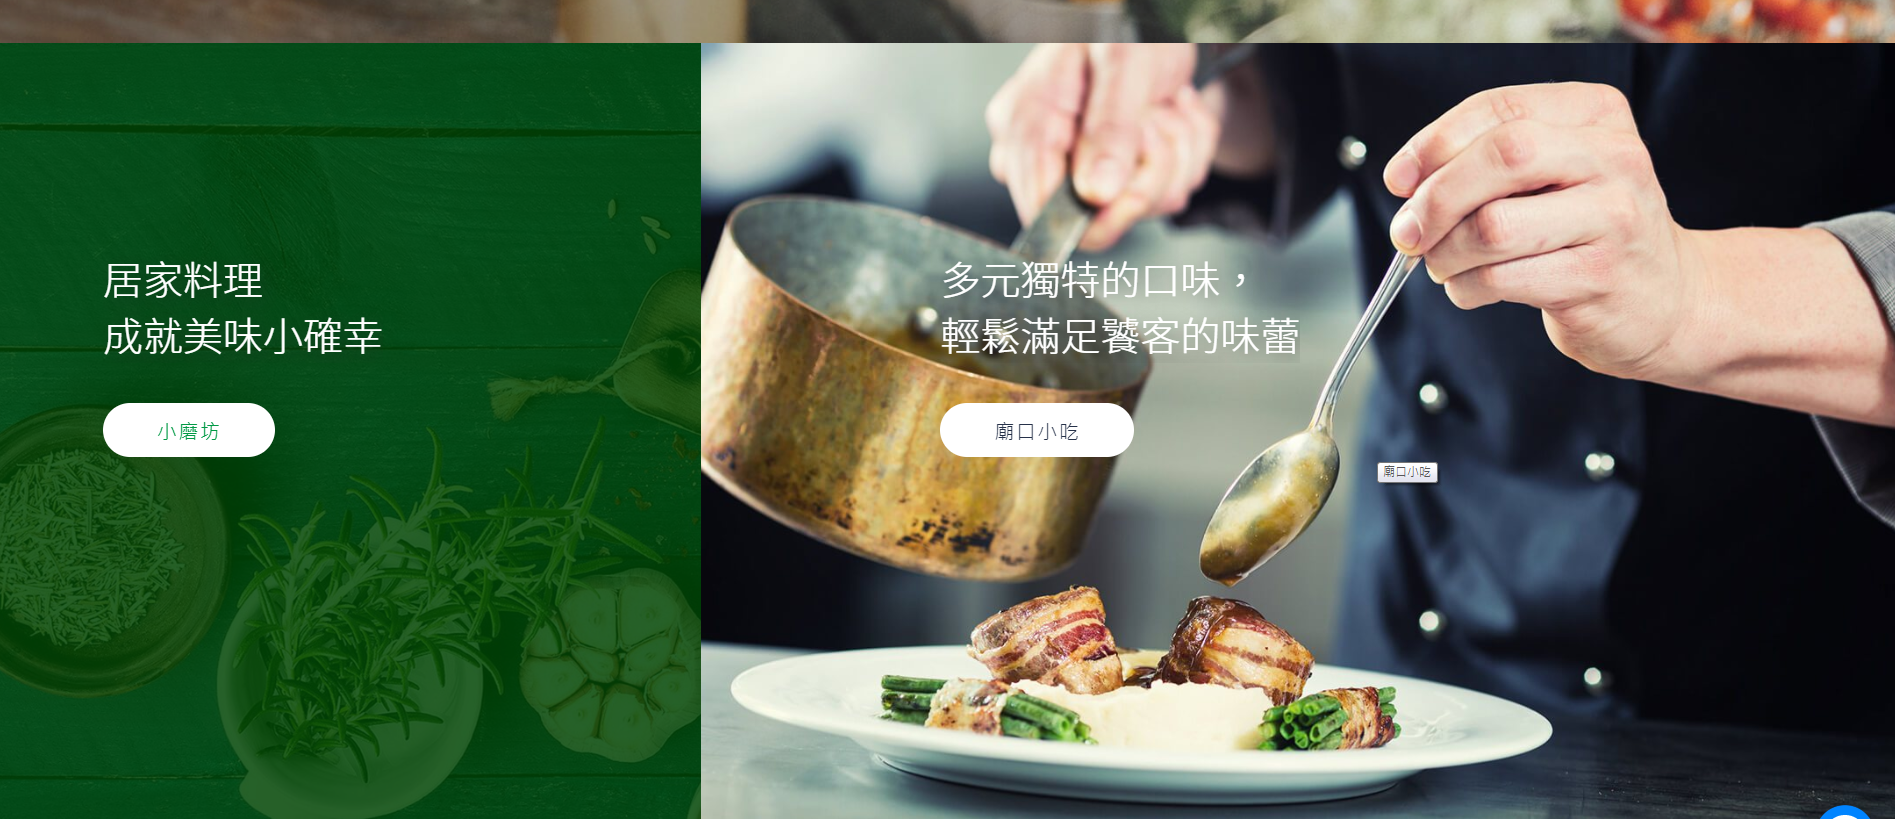 居家料理
成就美味小確幸
小磨坊
多元獨特的口味，
輕鬆滿足饕客的味蕾
廟口小吃
廟口小吃